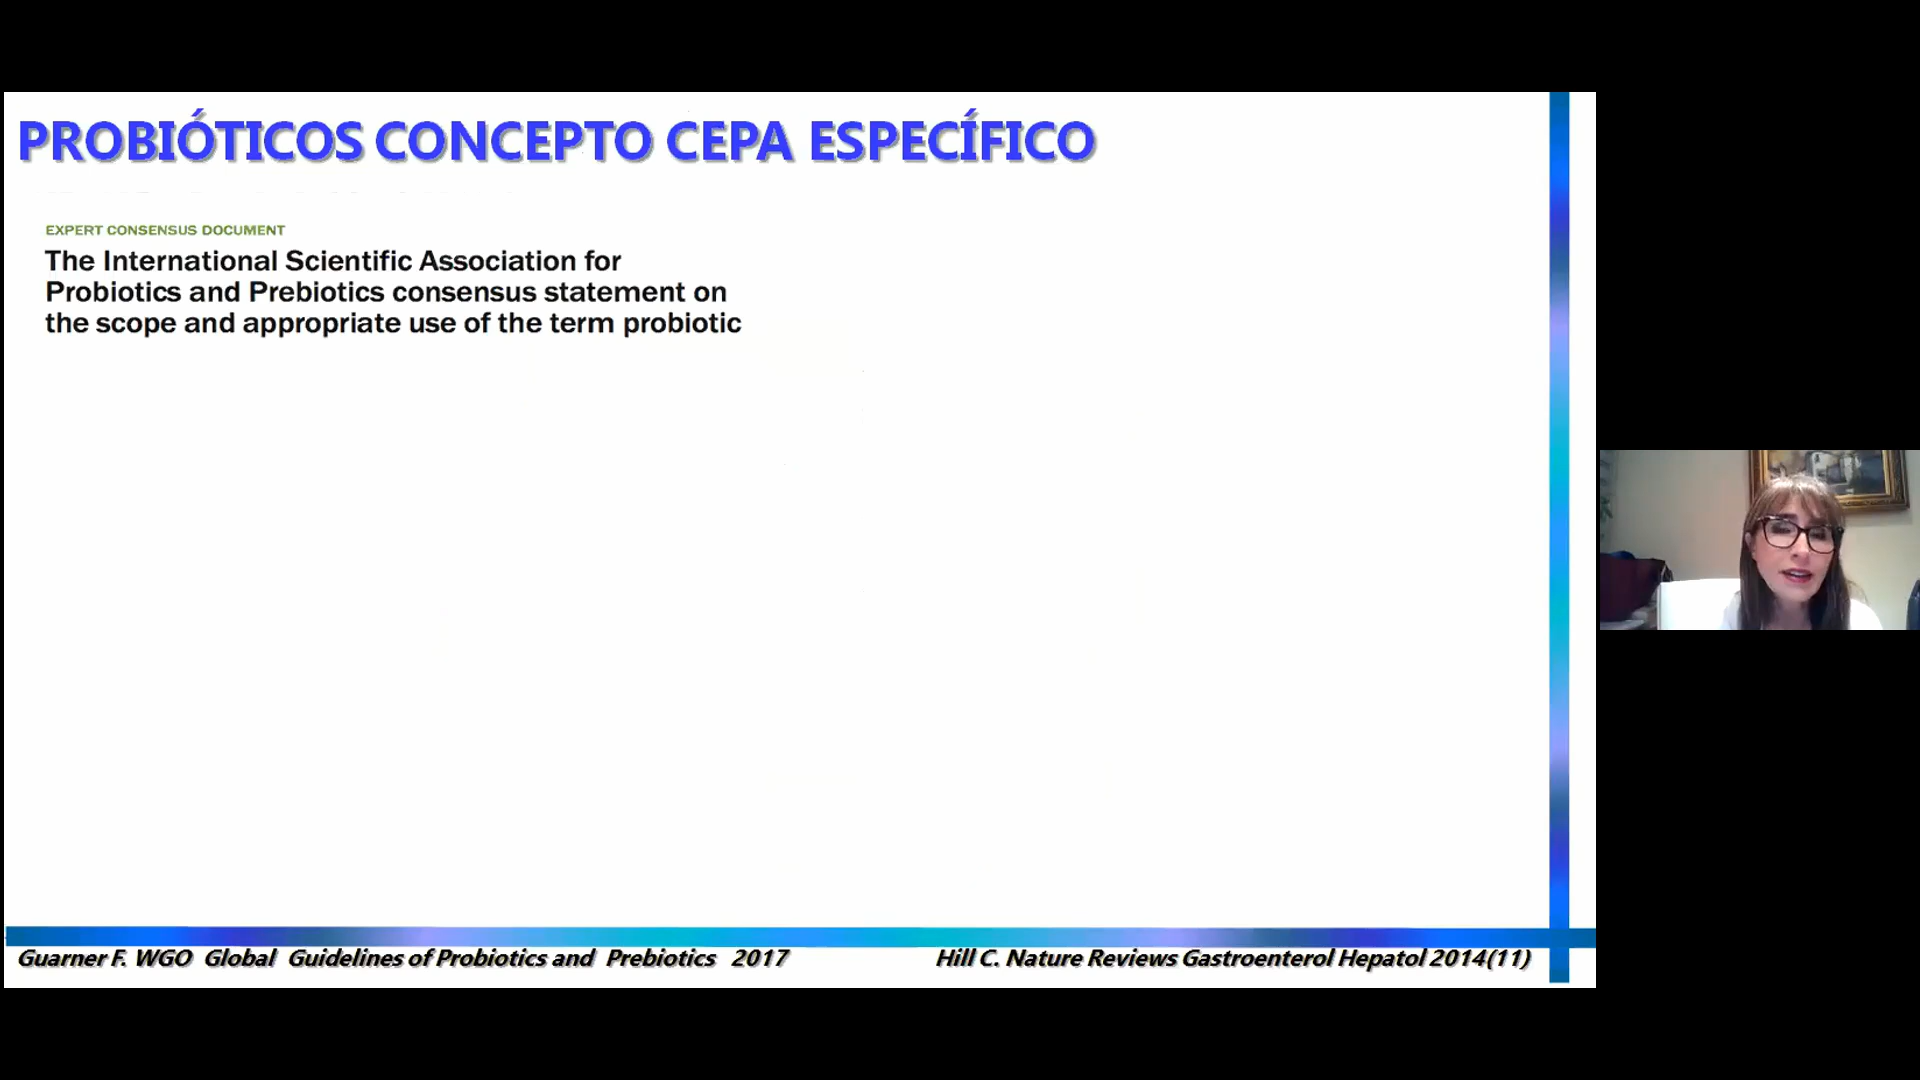 PROBIÓTICOS CONCEPTO CEPA ESPECÍFICO
EXPERT CONSENSUS DOCUMENT
The International Scientific Association for
Probiotics and Prebiotics consensus statement on
the scope and appropriate use of the term probiotic
Guarner F. WGO Global Guidelines of Probiotics and Prebiotics 2017
Hill C. Nature Reviews Gastroenterol Hepatol 2014(11)